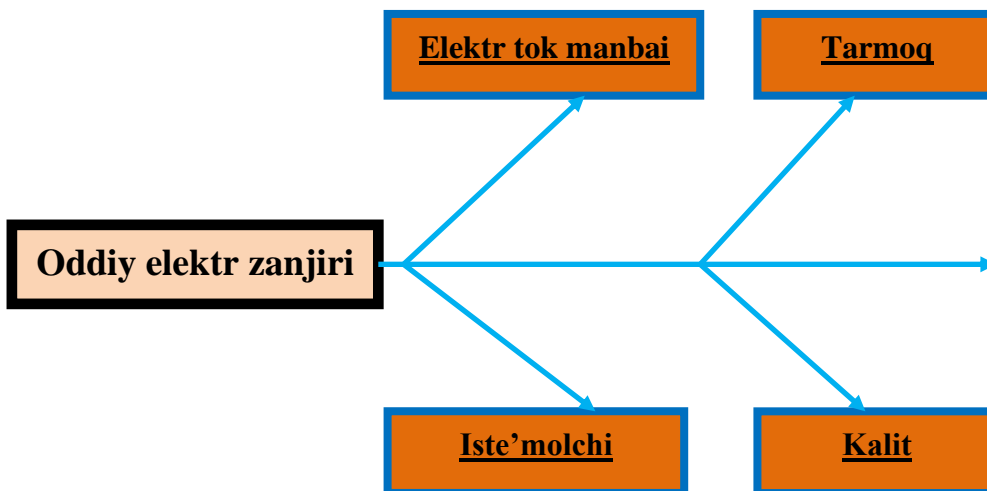 Elektr tok manbai
Tarmoq
Oddiy elektr zanjiri
Iste’molchi
Kalit